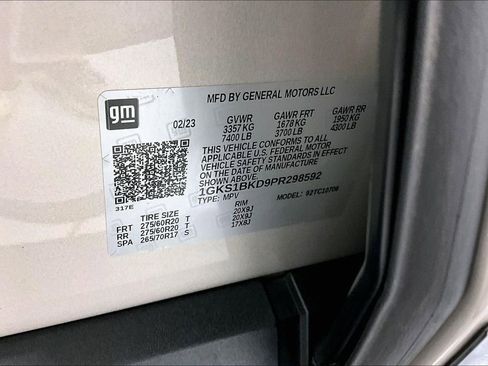 gm
MFD BY GENERAL MOTORS LLC
02/23 GVWR GAWR FRT GAWR RR
3357 KG 1678 KG 1950 KG
7400 LB 3700 LB 4300 LB
THIS VEHICLE CONFORMS TO ALL
APPLICABLE U.S. FEDERAL MOTOR
VEHICLE SAFETY STANDARDS IN EFFECT
ON THE DATE OF MANUFACTURE
SHOWN ABOVE.
1GKS1BKD9PR298592
317E TYPE: MPV MODEL: 92TC10706
TIRE SIZE RIM
FRT 275/60R20 T 20X9J
RR 275/60R20 T 20X9J
SPA 265/70R17 S 17X8J